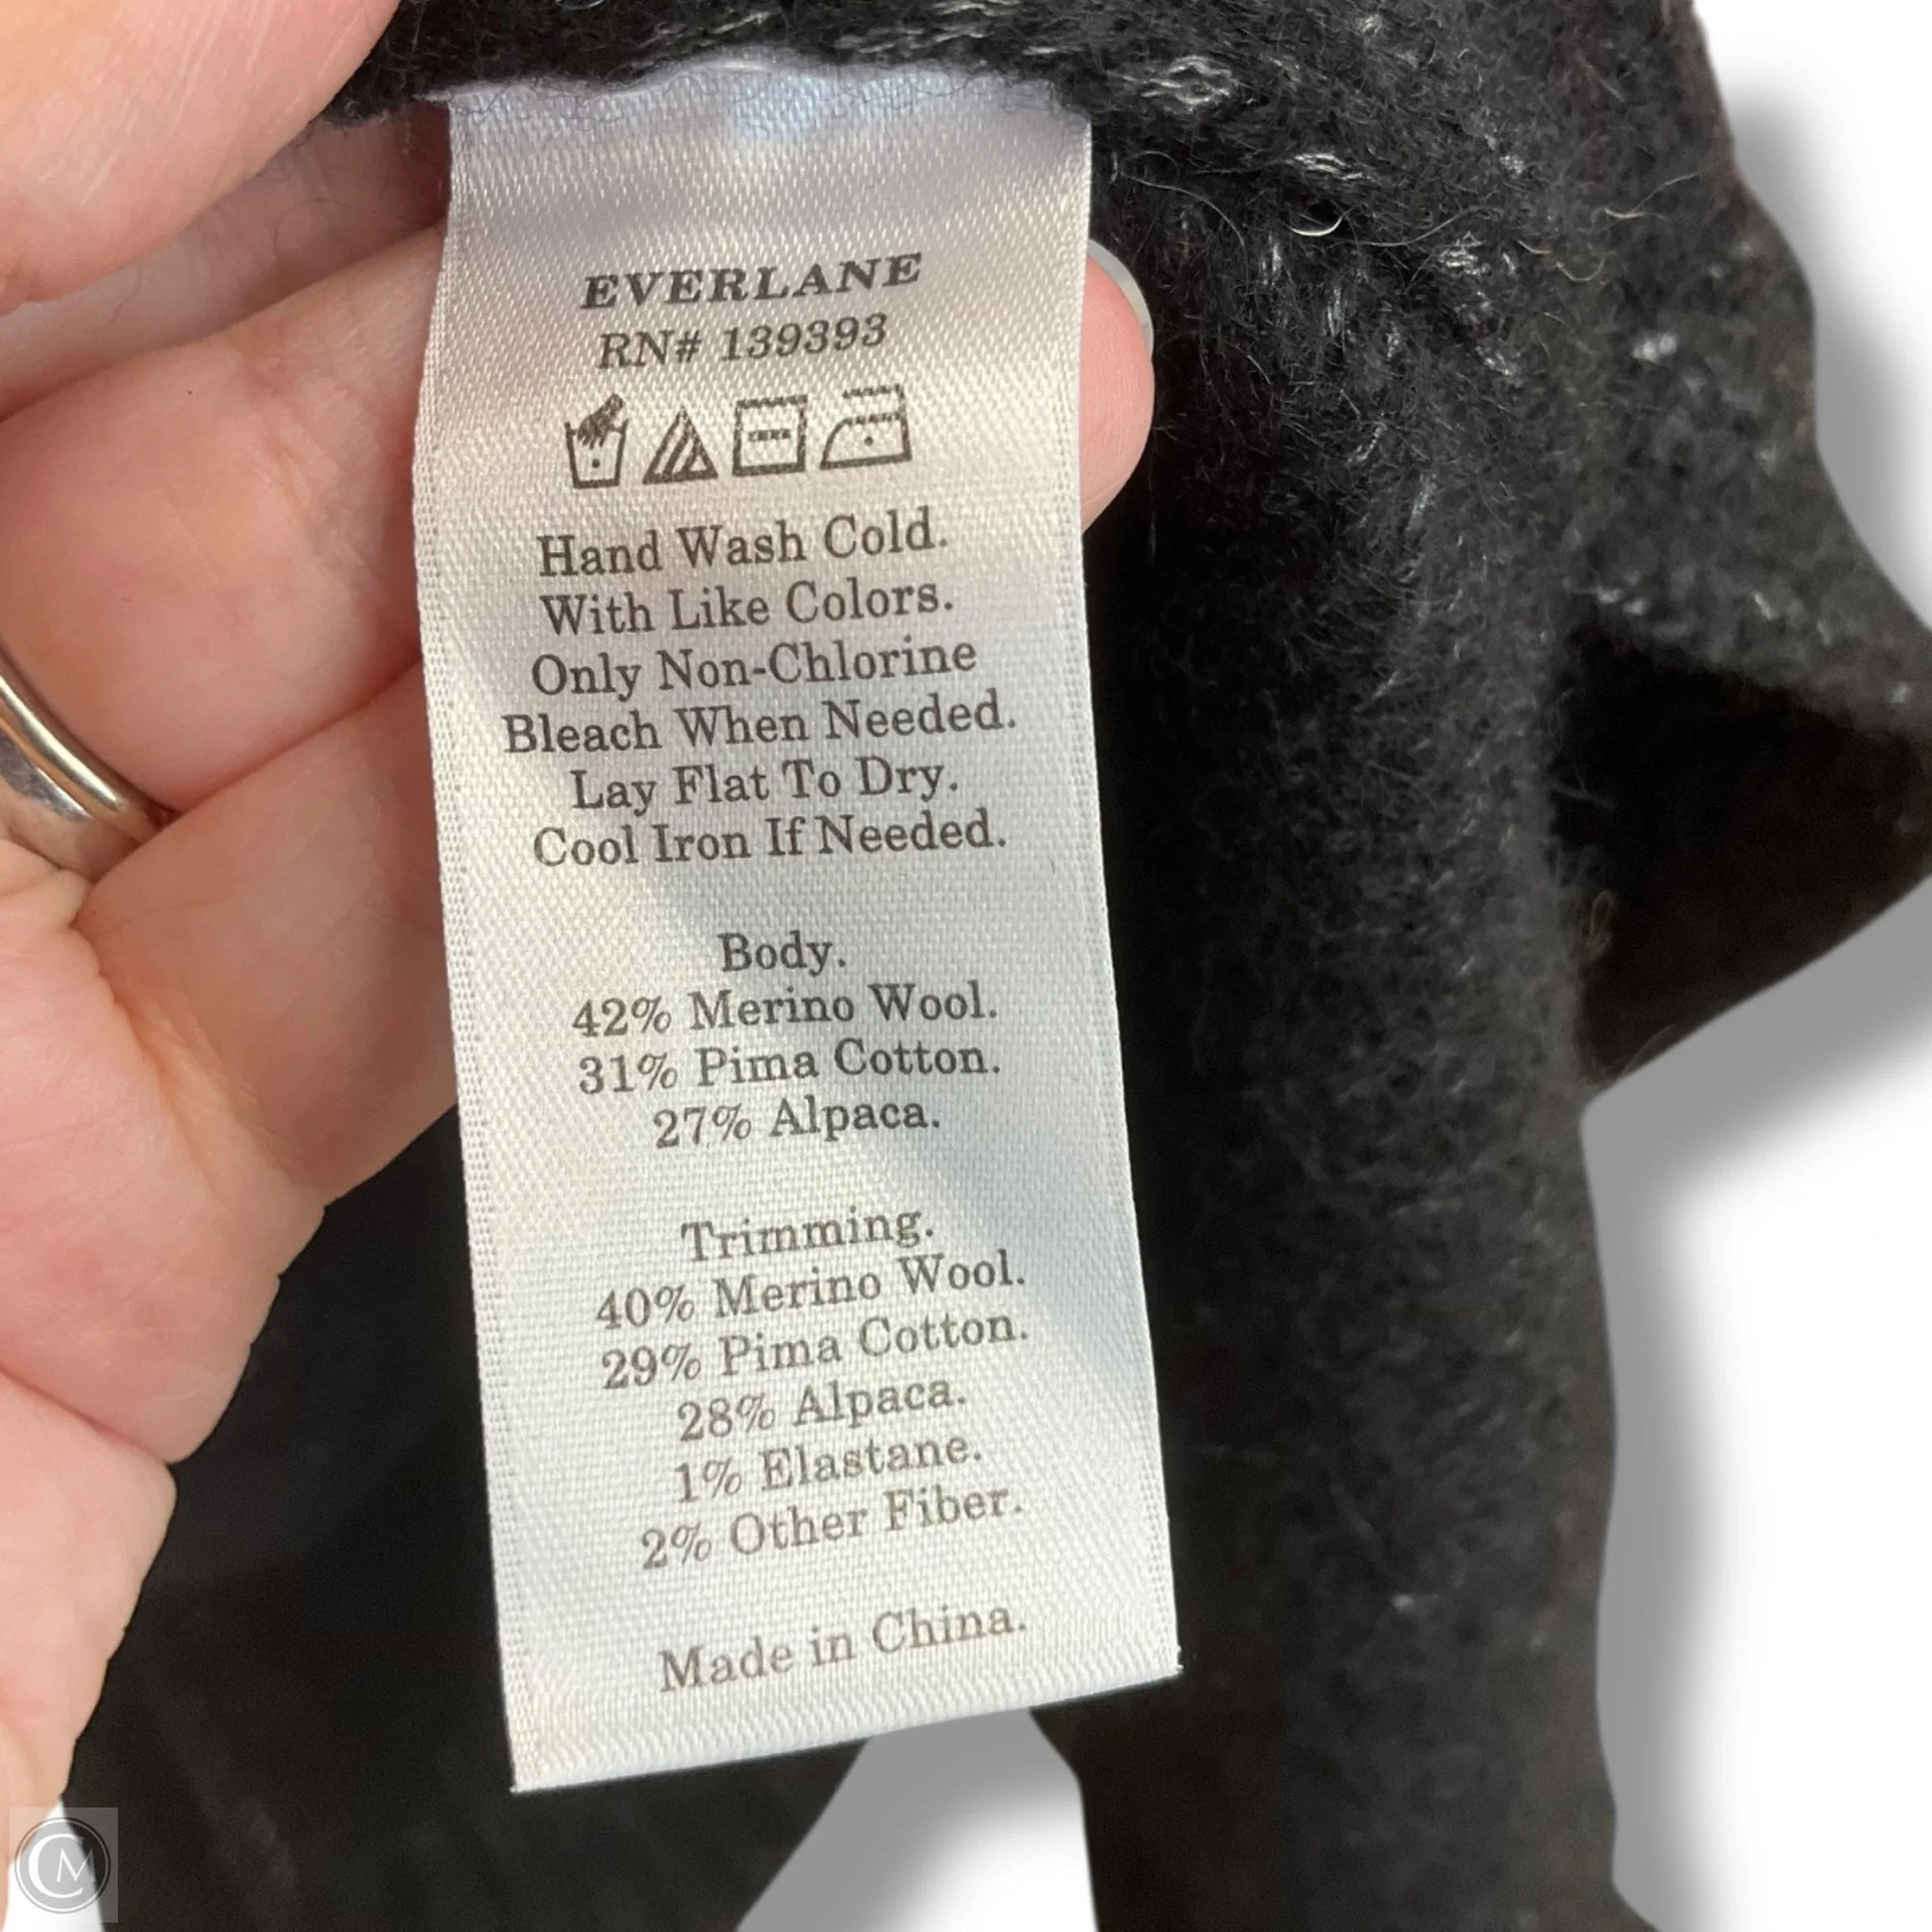 EVERLANE
RN# 139393
Hand Wash Cold.
With Like Colors.
Only Non-Chlorine
Bleach When Needed.
Lay Flat To Dry.
Cool Iron If Needed.
Body.
42% Merino Wool.
31% Pima Cotton.
27% Alpaca.
Trimming.
40% Merino Wool.
29% Pima Cotton.
28% Alpaca.
1% Elastane.
2% Other Fiber.
Made in China.
CM